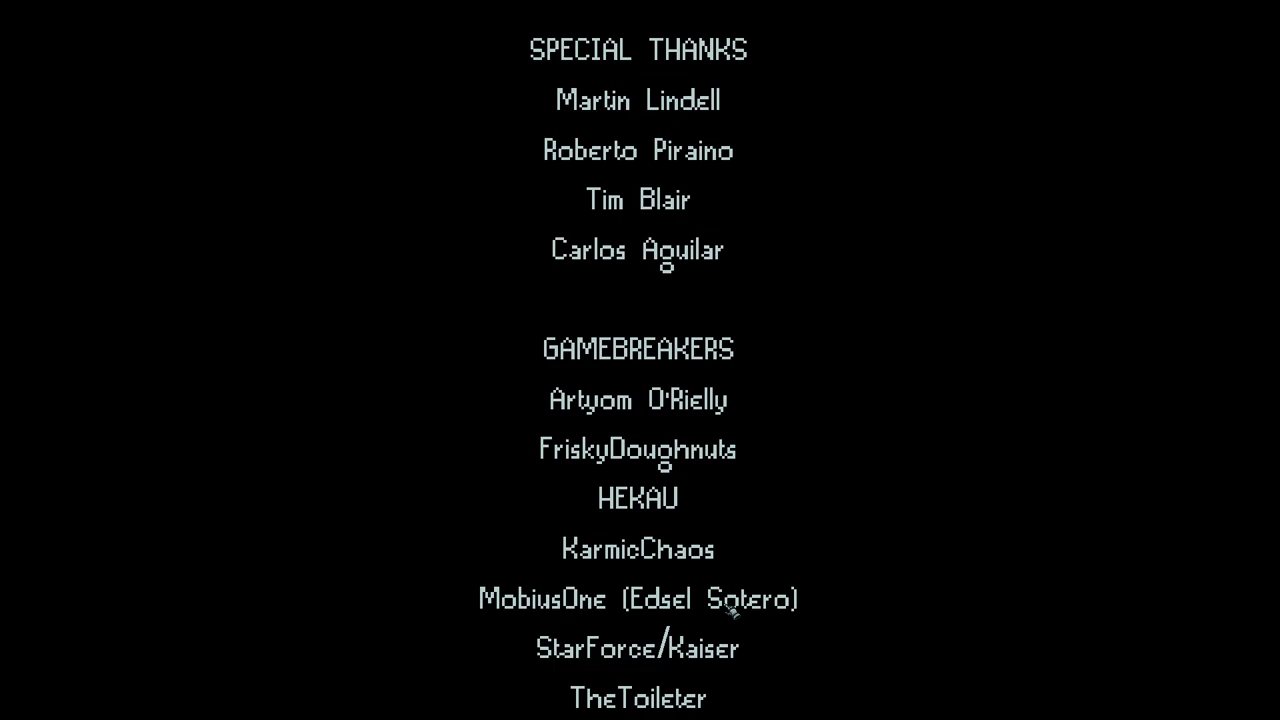 SPECIAL THANKS
Martin Lindell
Roberto Piraino
Tim Blair
Carlos Aguilar
GAMEBREAKERS
Artyom O'Rielly
FriskyDoughnuts
HEKAU
KarmicChaos
MobiusOne (Edsel Sotero)
StarForce/Kaiser
TheToileter